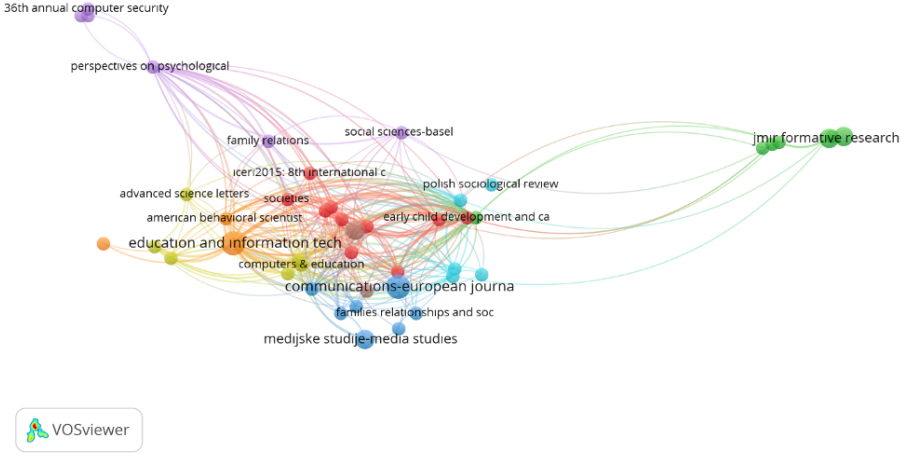 36th annual computer security
perspectives on psychological
social sciences-basel
family relations
jmir formative research
iceri2015: 8th international c
polish sociological review
advanced science letters
societies
american behavioral scientist
early child development and ca
education and information tech
computers & education
communications-european journa
families relationships and soc
medijske studije-media studies
VOSviewer